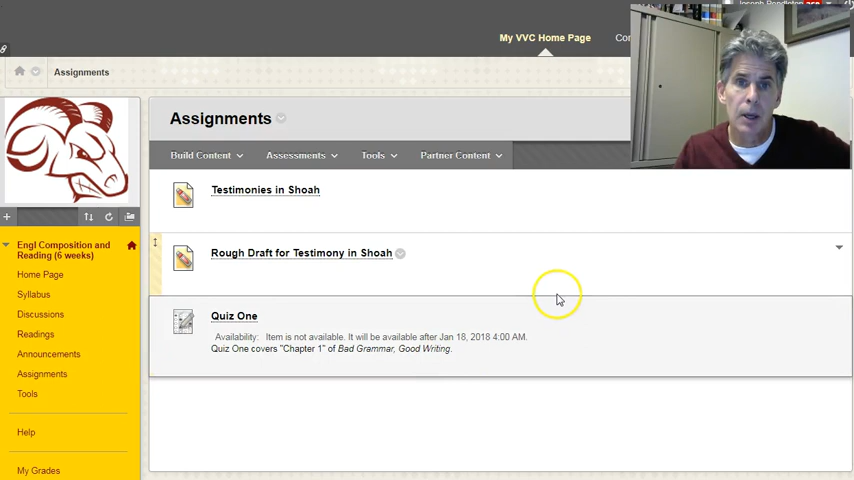 My VVC Home Page
Assignments
Assignments
Build Content
Assessments
Tools
Partner Content
Testimonies in Shoah
Rough Draft for Testimony in Shoah
Quiz One
Availability: Item is not available. It will be available after Jan 18, 2018 4:00 AM.
Quiz One covers "Chapter 1" of Bad Grammar, Good Writing.
Engl Composition and
Reading (6 weeks)
Home Page
Syllabus
Discussions
Readings
Announcements
Assignments
Tools
Help
My Grades